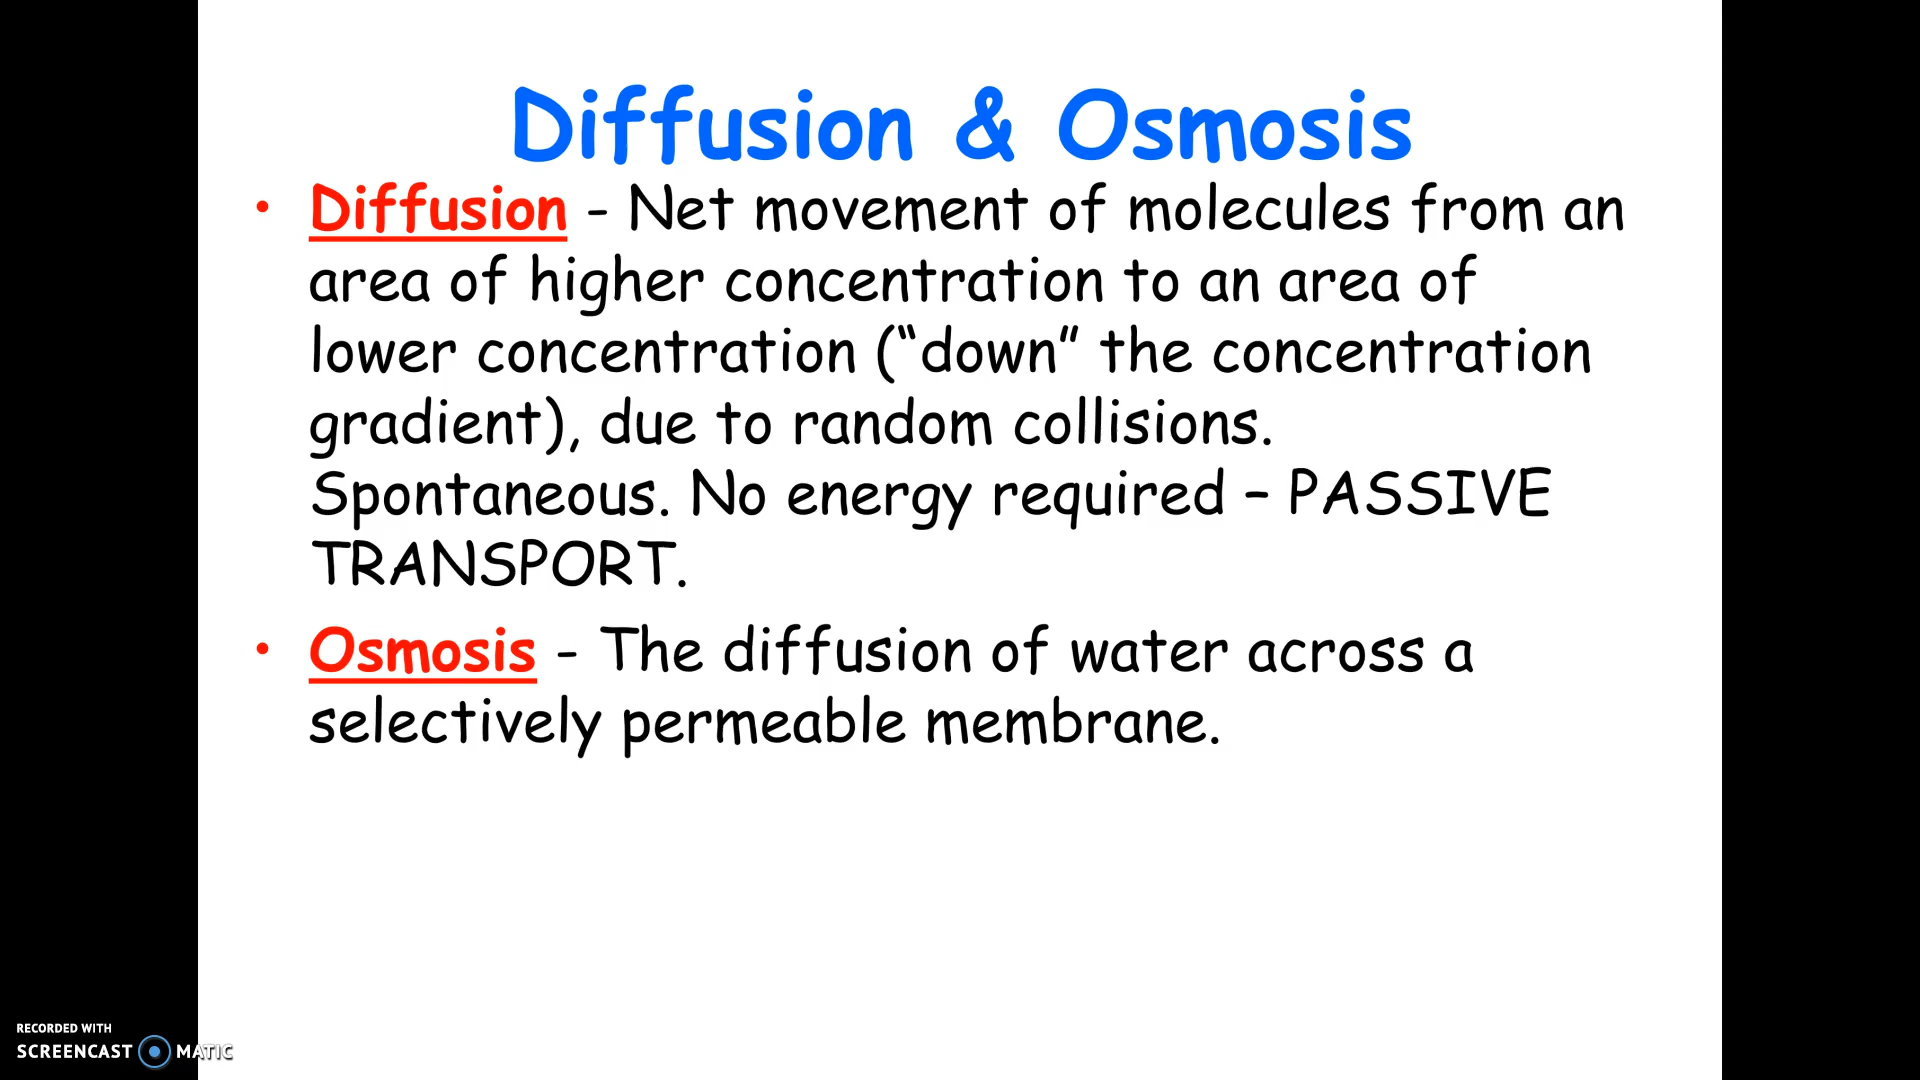 Diffusion & Osmosis
• Diffusion - Net movement of molecules from an
area of higher concentration to an area of
lower concentration (“down” the concentration
gradient), due to random collisions.
Spontaneous. No energy required – PASSIVE
TRANSPORT.
• Osmosis - The diffusion of water across a
selectively permeable membrane.
RECORDED WITH
SCREENCAST MATIC